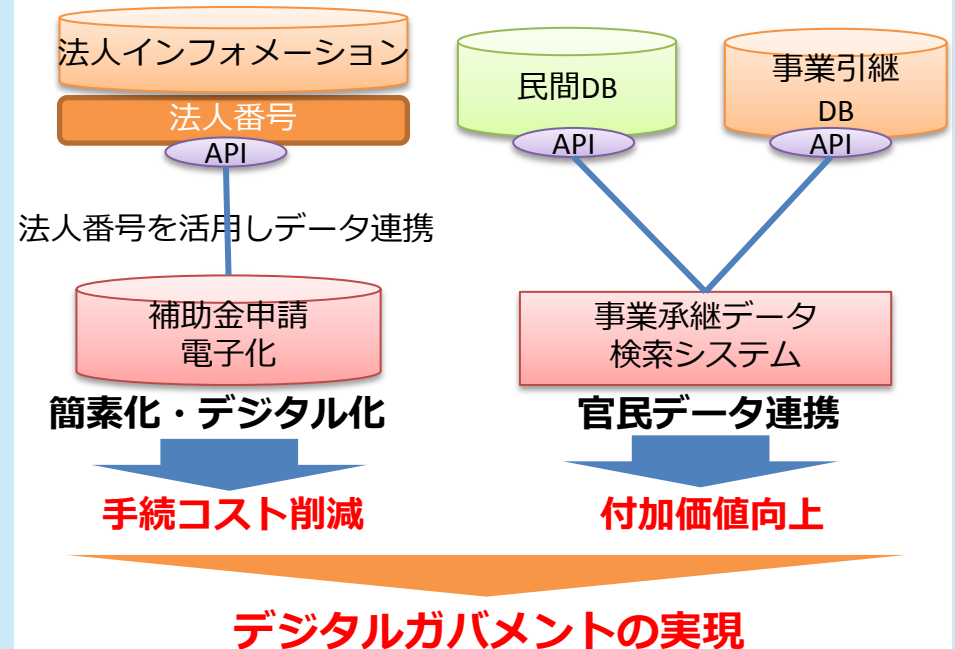 法人インフォメーション
法人番号
API
法人番号を活用しデータ連携
補助金申請
電子化
簡素化・デジタル化
手続コスト削減
民間DB
API
事業引継
DB
API
事業承継データ
検索システム
官民データ連携
付加価値向上
デジタルガバメントの実現